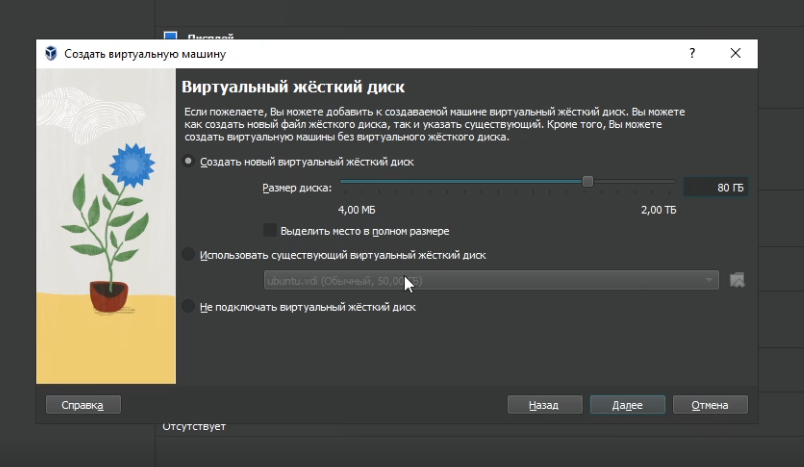 Дисплей
Создать виртуальную машину
?
Виртуальный жёсткий диск
Если пожелаете, Вы можете добавить к создаваемой машине виртуальный жёсткий диск. Вы можете
как создать новый файл жёсткого диска, так и указать существующий. Кроме того, Вы можете
создать виртуальную машины без виртуального жёсткого диска.
Создать новый виртуальный жёсткий диск
Размер диска:
80 ГБ
4,00 МБ
2,00 ТБ
Выделить место в полном размере
Использовать существующий виртуальный жёсткий диск
ubuntu.vdi (Обычный, 50,00 ГБ)
Не подключать виртуальный жёсткий диск
Справка
Назад
Далее
Отмена
Отсутствует